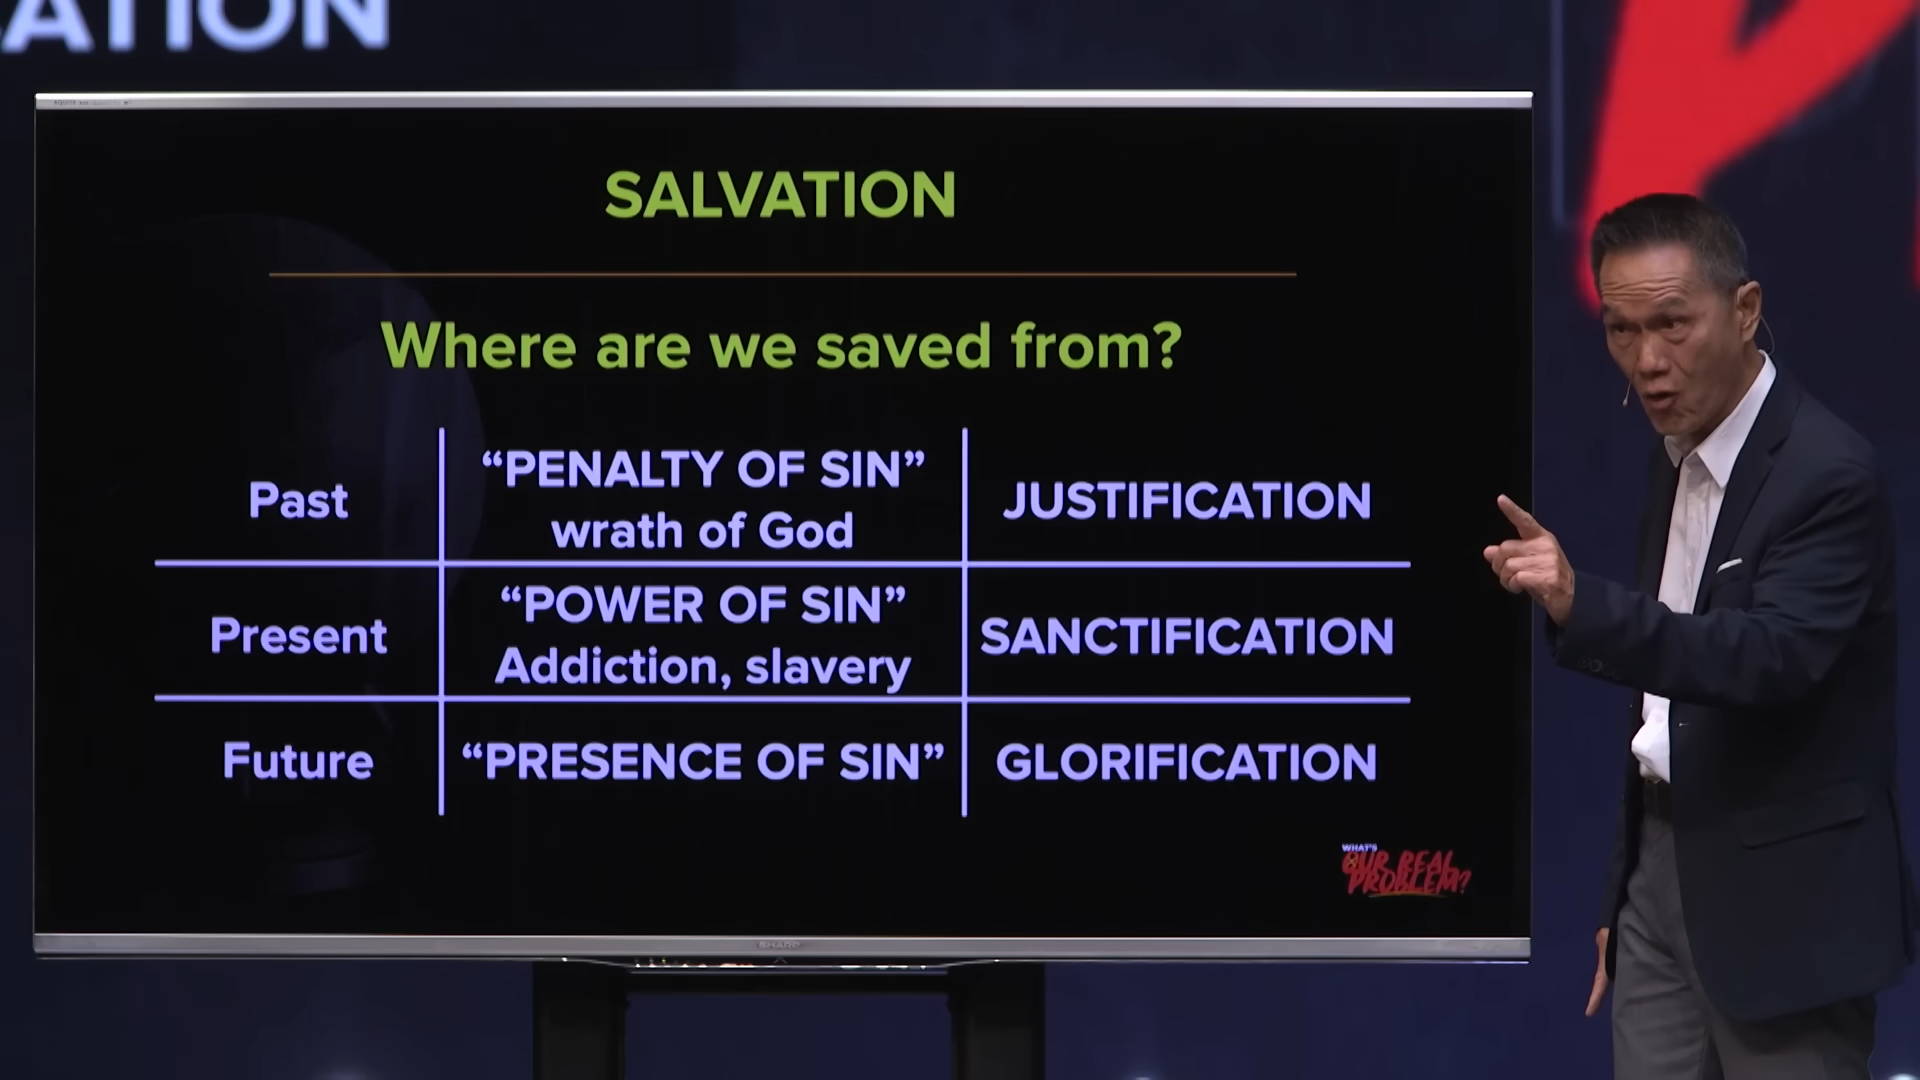 ATION
SALVATION
Where are we saved from?
Past
“PENALTY OF SIN”
wrath of God
JUSTIFICATION
Present
“POWER OF SIN”
Addiction, slavery
SANCTIFICATION
Future
“PRESENCE OF SIN”
GLORIFICATION
WHAT'S
OUR REAL
PROBLEM?
SHARP